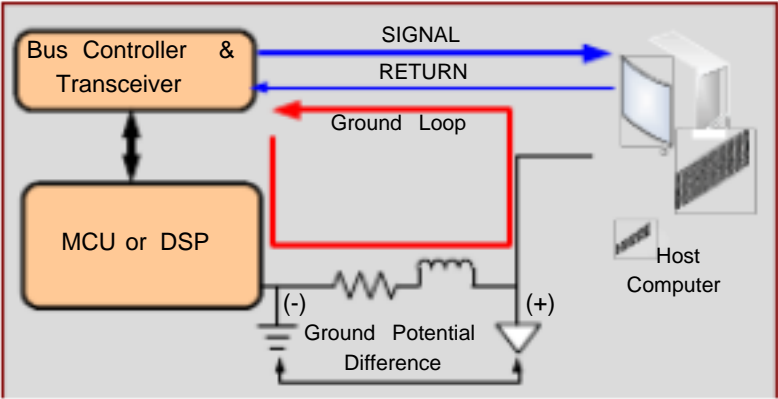 Bus Controller &
Transceiver
SIGNAL
RETURN
Ground Loop
MCU or DSP
Host
Computer
(-)
(+)
Ground Potential
Difference